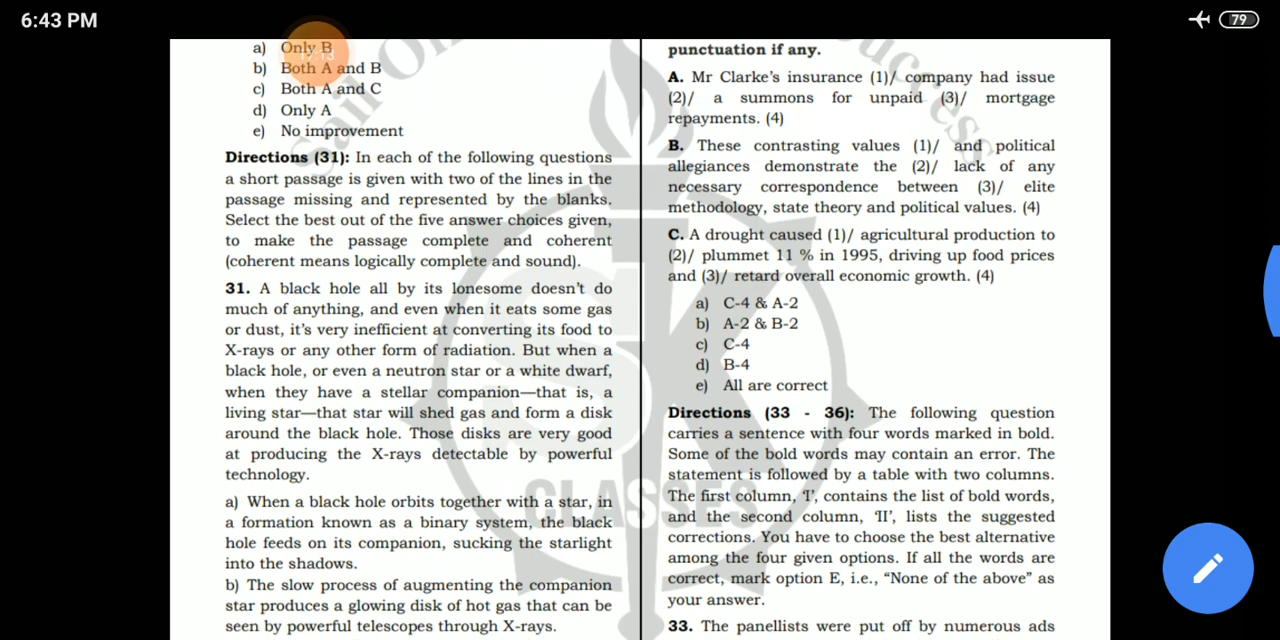 6:43 PM
79
a) Only B
b) Both A and B
c) Both A and C
d) Only A
e) No improvement
Directions (31): In each of the following questions
a short passage is given with two of the lines in the
passage missing and represented by the blanks.
Select the best out of the five answer choices given,
to make the passage complete and coherent
(coherent means logically complete and sound).
31. A black hole all by its lonesome doesn't do
much of anything, and even when it eats some gas
or dust, it's very inefficient at converting its food to
X-rays or any other form of radiation. But when a
black hole, or even a neutron star or a white dwarf,
when they have a stellar companion—that is, a
living star—that star will shed gas and form a disk
around the black hole. Those disks are very good
at producing the X-rays detectable by powerful
technology.
a) When a black hole orbits together with a star, in
a formation known as a binary system, the black
hole feeds on its companion, sucking the starlight
into the shadows.
b) The slow process of augmenting the companion
star produces a glowing disk of hot gas that can be
seen by powerful telescopes through X-rays.
punctuation if any.
A. Mr Clarke's insurance (1)/ company had issue
(2)/ a summons for unpaid (3)/ mortgage
repayments. (4)
B. These contrasting values (1)/ and political
allegiances demonstrate the (2)/ lack of any
necessary correspondence between (3)/ elite
methodology, state theory and political values. (4)
C. A drought caused (1)/ agricultural production to
(2)/ plummet 11 % in 1995, driving up food prices
and (3)/ retard overall economic growth. (4)
a) C-4 & A-2
b) A-2 & B-2
c) C-4
d) B-4
e) All are correct
Directions (33 - 36): The following question
carries a sentence with four words marked in bold.
Some of the bold words may contain an error. The
statement is followed by a table with two columns.
The first column, 'I', contains the list of bold words,
and the second column, 'II', lists the suggested
corrections. You have to choose the best alternative
among the four given options. If all the words are
correct, mark option E, i.e., "None of the above" as
your answer.
33. The panellists were put off by numerous ads
CLASSES